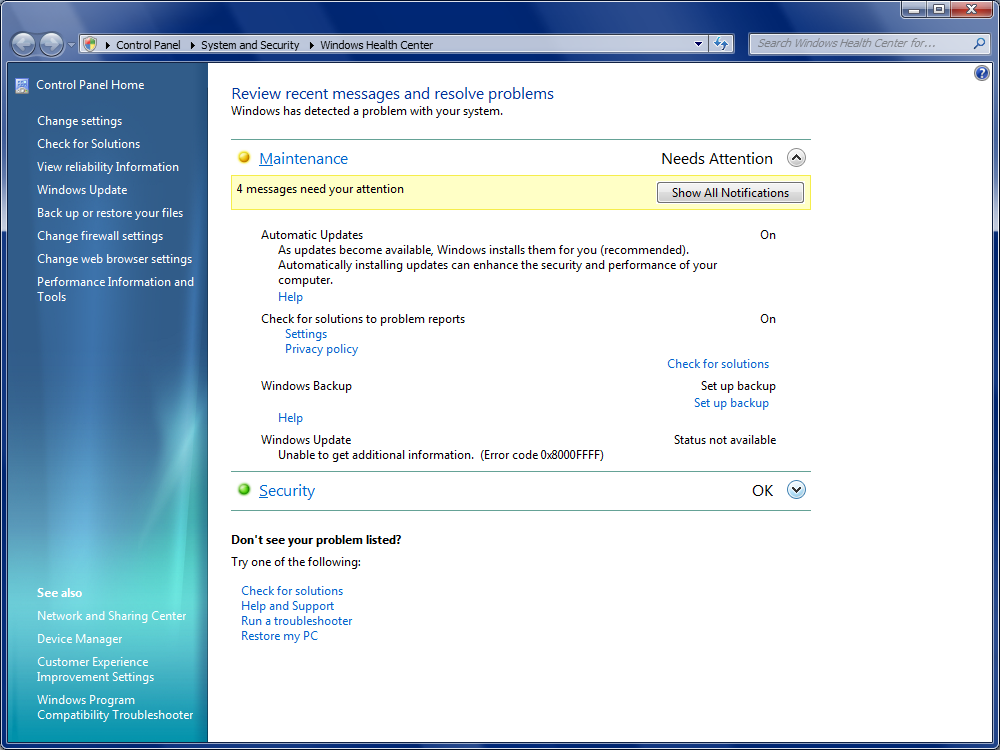 Control Panel System and Security Windows Health Center
Search Windows Health Center for...
Control Panel Home
Change settings
Check for Solutions
View reliability Information
Windows Update
Back up or restore your files
Change firewall settings
Change web browser settings
Performance Information and
Tools
See also
Network and Sharing Center
Device Manager
Customer Experience
Improvement Settings
Windows Program
Compatibility Troubleshooter
Review recent messages and resolve problems
Windows has detected a problem with your system.
Maintenance Needs Attention
4 messages need your attention Show All Notifications
Automatic Updates On
As updates become available, Windows installs them for you (recommended).
Automatically installing updates can enhance the security and performance of your
computer.
Help
Check for solutions to problem reports On
Settings
Privacy policy
Check for solutions
Windows Backup Set up backup
Set up backup
Help
Windows Update Status not available
Unable to get additional information. (Error code 0x8000FFFF)
Security OK
Don't see your problem listed?
Try one of the following:
Check for solutions
Help and Support
Run a troubleshooter
Restore my PC